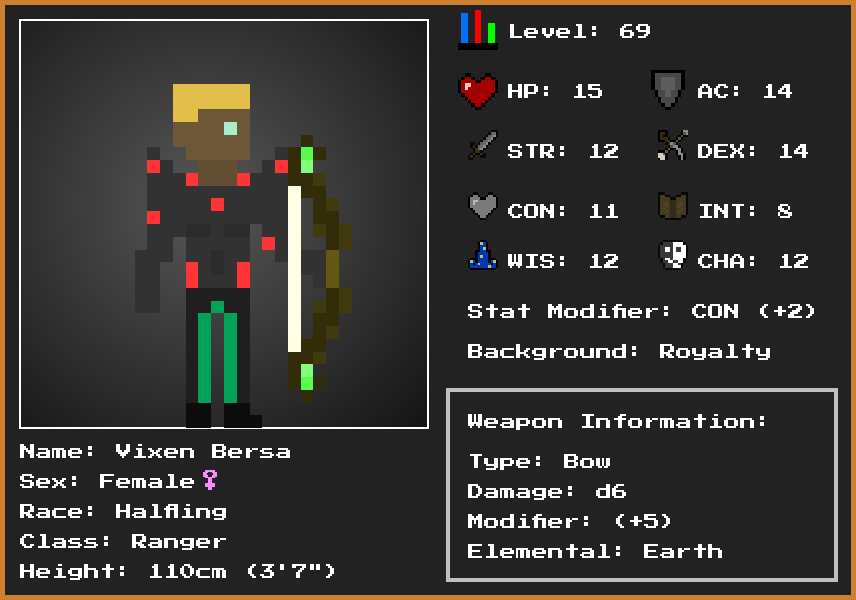 Level: 69
HP: 15
AC: 14
STR: 12
DEX: 14
CON: 11
INT: 8
WIS: 12
CHA: 12
Stat Modifier: CON (+2)
Background: Royalty
Weapon Information:
Type: Bow
Damage: d6
Modifier: (+5)
Elemental: Earth
Name: Vixen Bersa
Sex: Female♀
Race: Halfling
Class: Ranger
Height: 110cm (3'7")